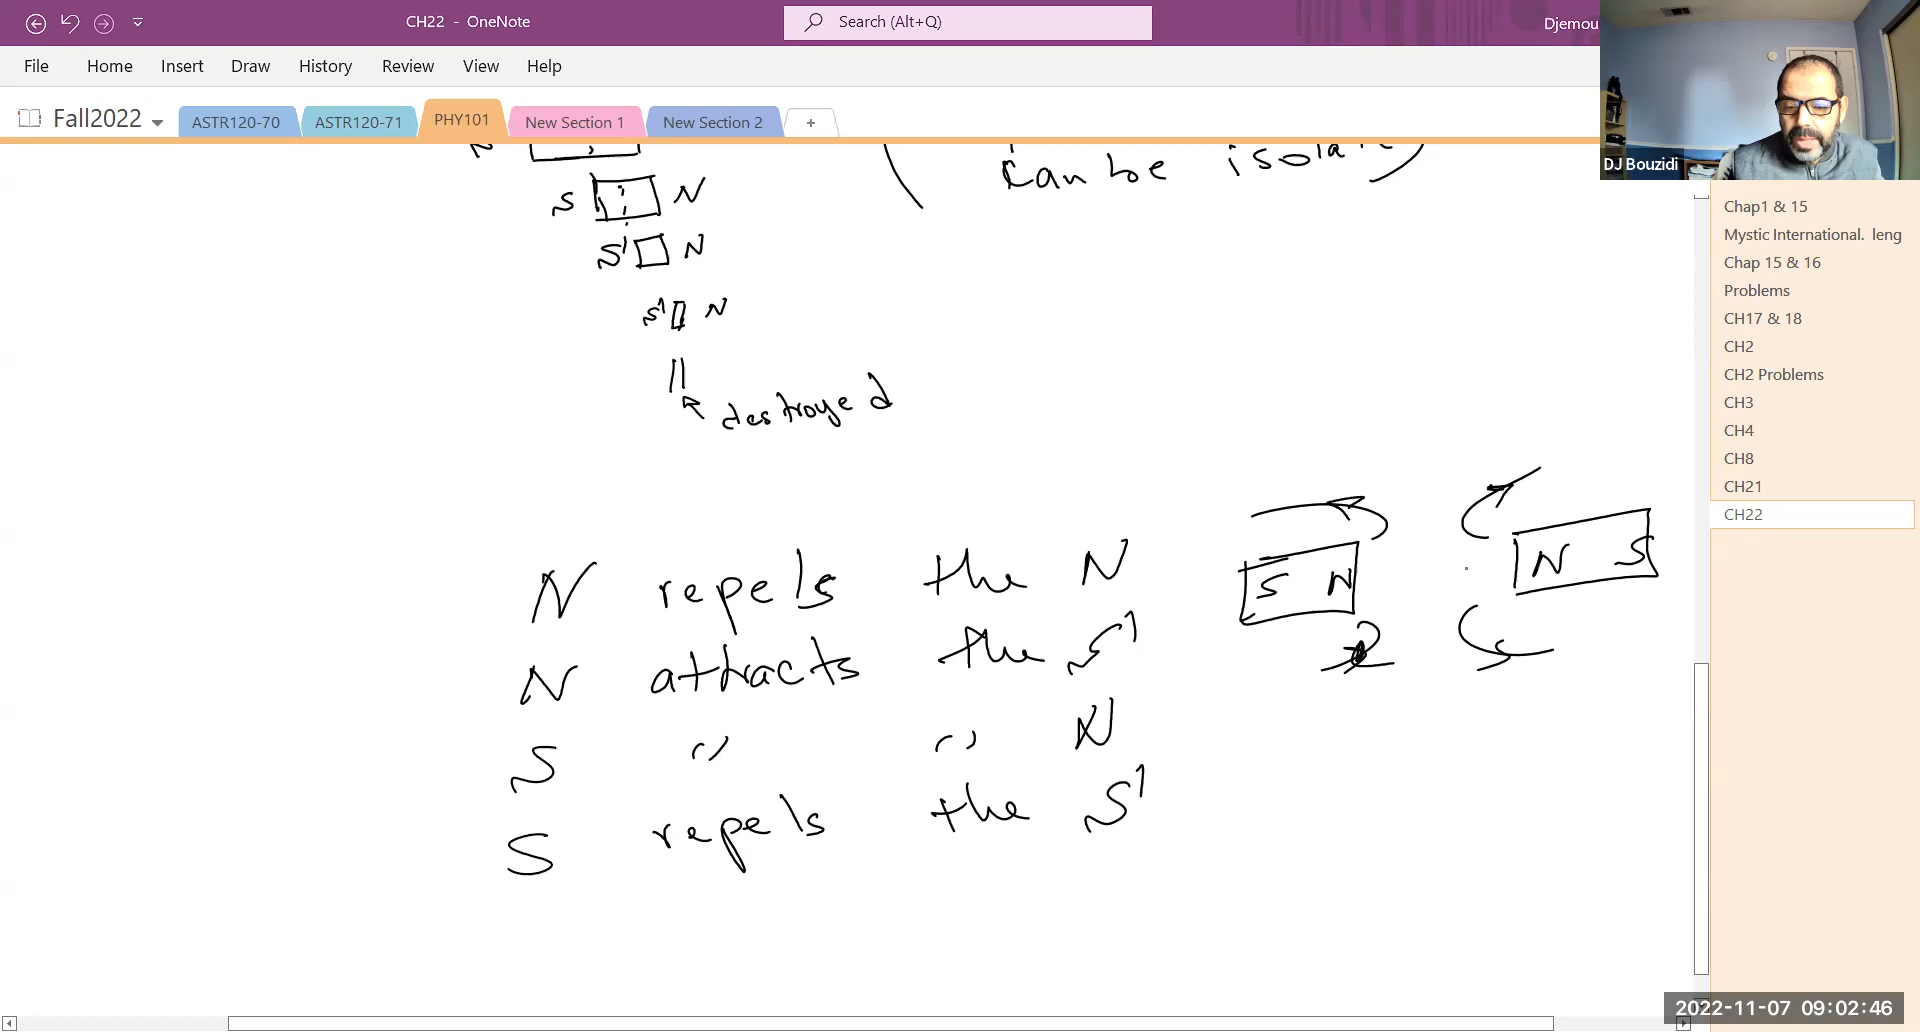 CH22 - OneNote
Search (Alt+Q)
Djemou
File Home Insert Draw History Review View Help
Fall2022
ASTR120-70
ASTR120-71
PHY101
New Section 1
New Section 2
+
DJ Bouzidi
Chap1 & 15
Mystic International. leng
Chap 15 & 16
Problems
CH17 & 18
CH2
CH2 Problems
CH3
CH4
CH8
CH21
CH22
N
can be
S N
S N
S N
destroyed
N repels the N
N attracts the S
S " " N
S repels the S
S N
N S
2022-11-07 09:02:46